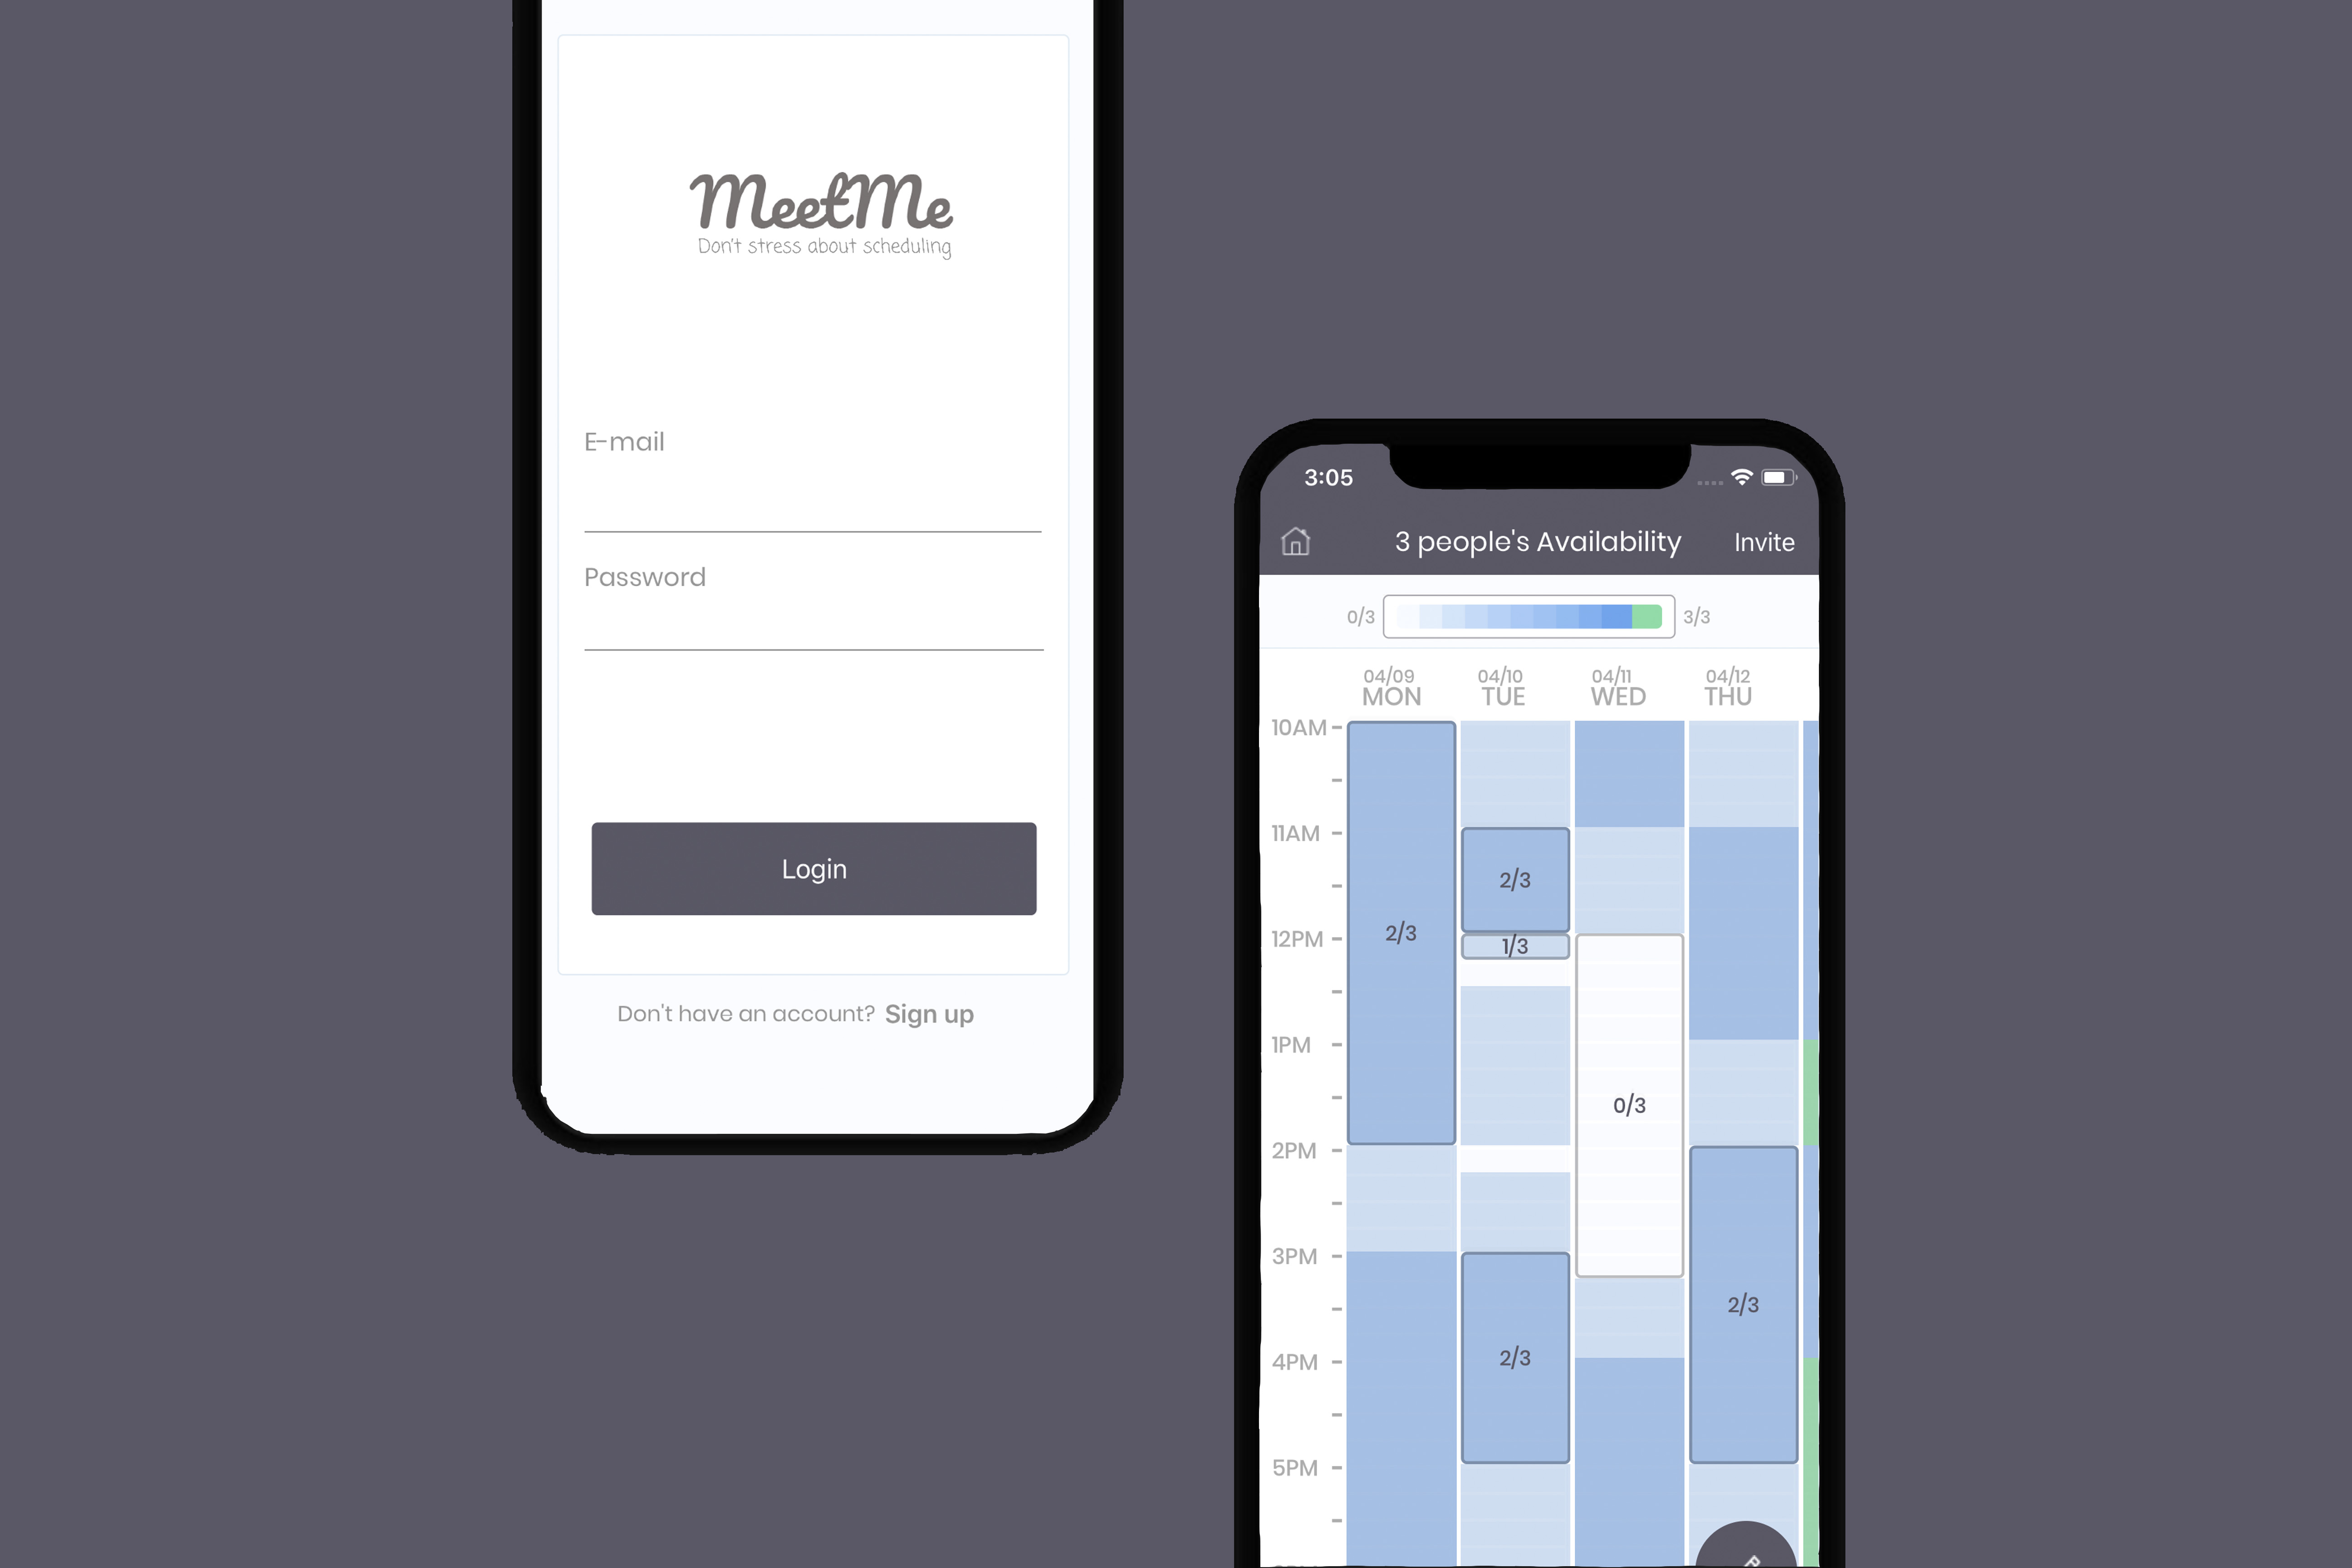 MeetMe
Don't stress about scheduling
E-mail
Password
Login
Don't have an account? Sign up
3:05
3 people's Availability Invite
0/3 3/3
04/09 04/10 04/11 04/12
MON TUE WED THU
10AM
11AM
2/3
2/3
12PM
1/3
1PM
0/3
2PM
3PM
2/3
2/3
4PM
5PM